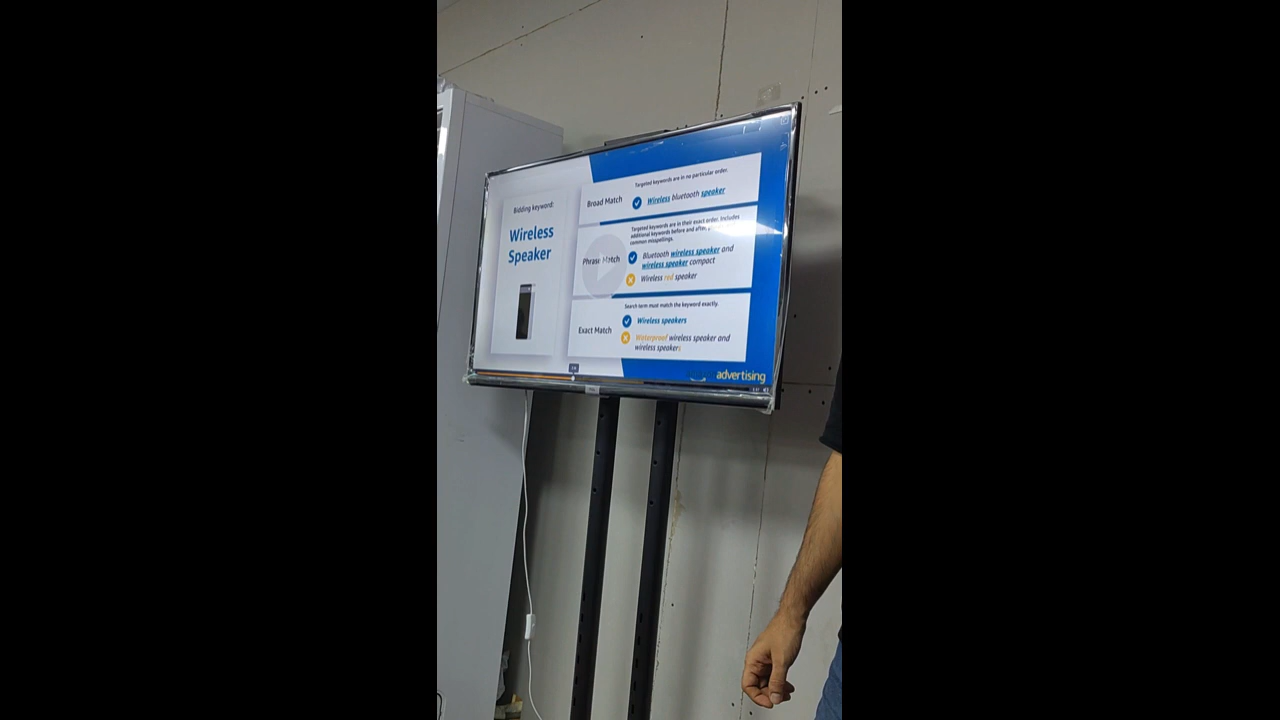 Bidding keyword:
Wireless
Speaker
Targeted keywords are in no particular order.
Broad Match
Wireless bluetooth speaker
Targeted keywords are in their exact order. Includes
additional keywords before and after
common misspellings.
Phrase Match
Bluetooth wireless speaker and
wireless speaker compact
Wireless red speaker
Search term must match the keyword exactly.
Exact Match
Wireless speakers
Waterproof wireless speaker and
wireless speakers
advertising